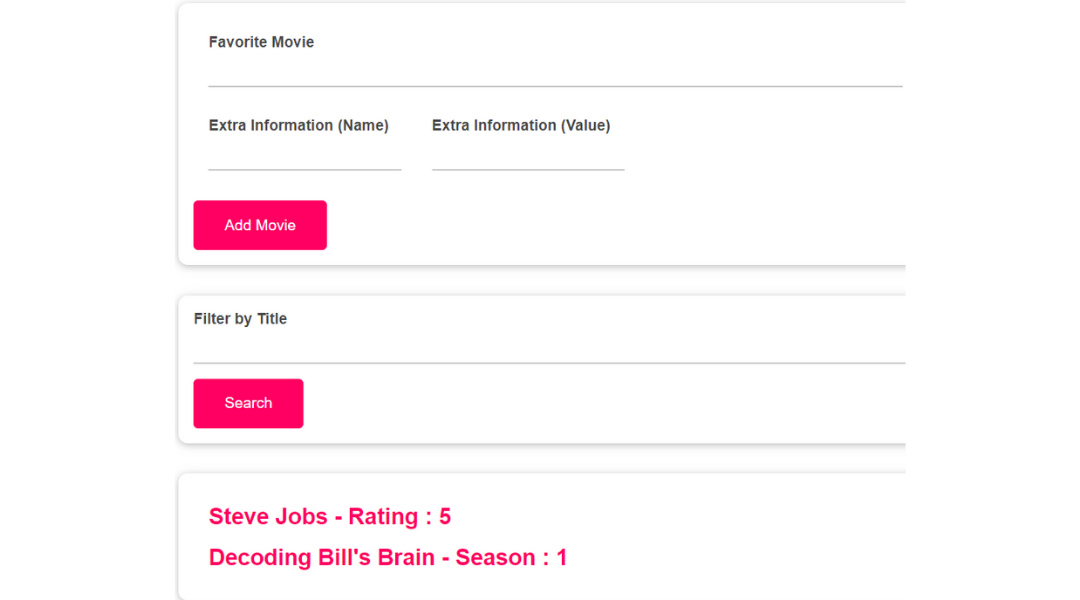 Favorite Movie
Extra Information (Name) Extra Information (Value)
Add Movie
Filter by Title
Search
Steve Jobs - Rating : 5
Decoding Bill's Brain - Season : 1